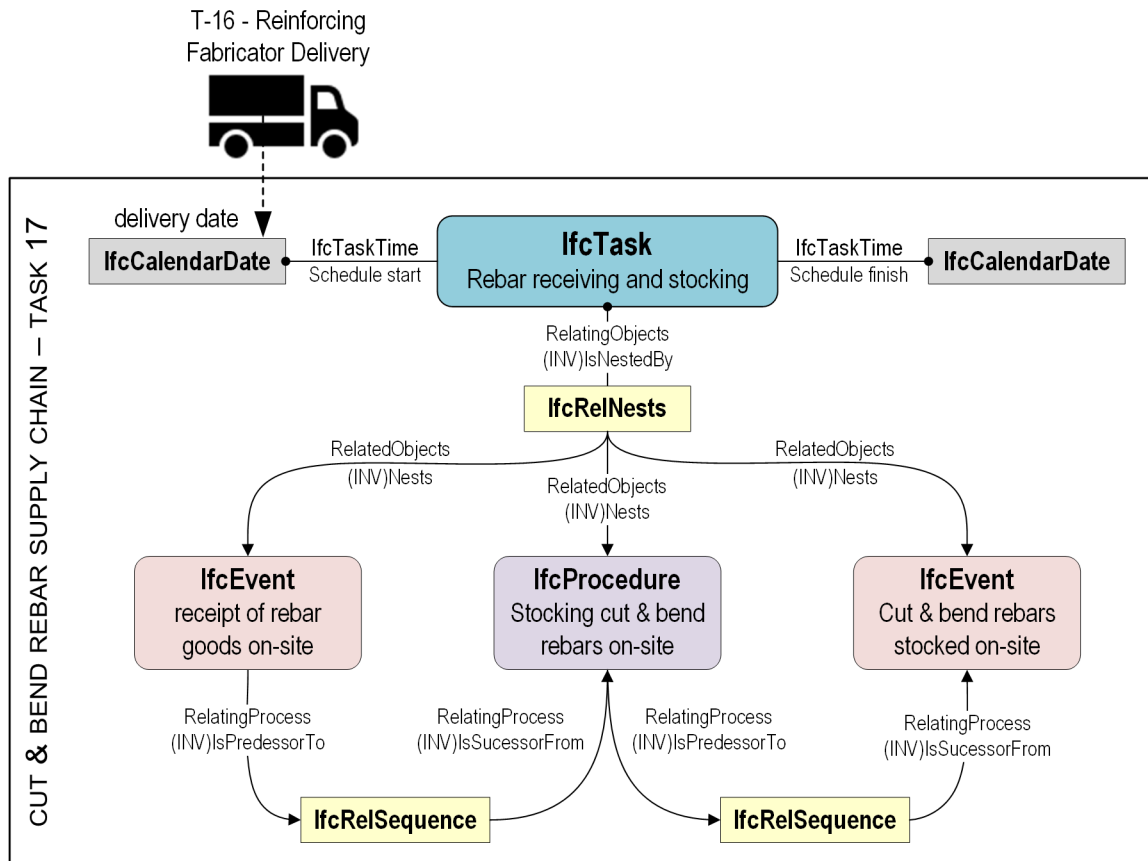 T-16 - Reinforcing
Fabricator Delivery
CUT & BEND REBAR SUPPLY CHAIN – TASK 17
delivery date
IfcCalendarDate
IfcTaskTime
Schedule start
IfcTask
Rebar receiving and stocking
IfcTaskTime
Schedule finish
IfcCalendarDate
RelatingObjects
(INV)IsNestedBy
IfcRelNests
RelatedObjects
(INV)Nests
RelatedObjects
(INV)Nests
RelatedObjects
(INV)Nests
IfcEvent
receipt of rebar
goods on-site
IfcProcedure
Stocking cut & bend
rebars on-site
IfcEvent
Cut & bend rebars
stocked on-site
RelatingProcess
(INV)IsPredessorTo
RelatingProcess
(INV)IsSucessorFrom
RelatingProcess
(INV)IsPredessorTo
RelatingProcess
(INV)IsSucessorFrom
IfcRelSequence
IfcRelSequence